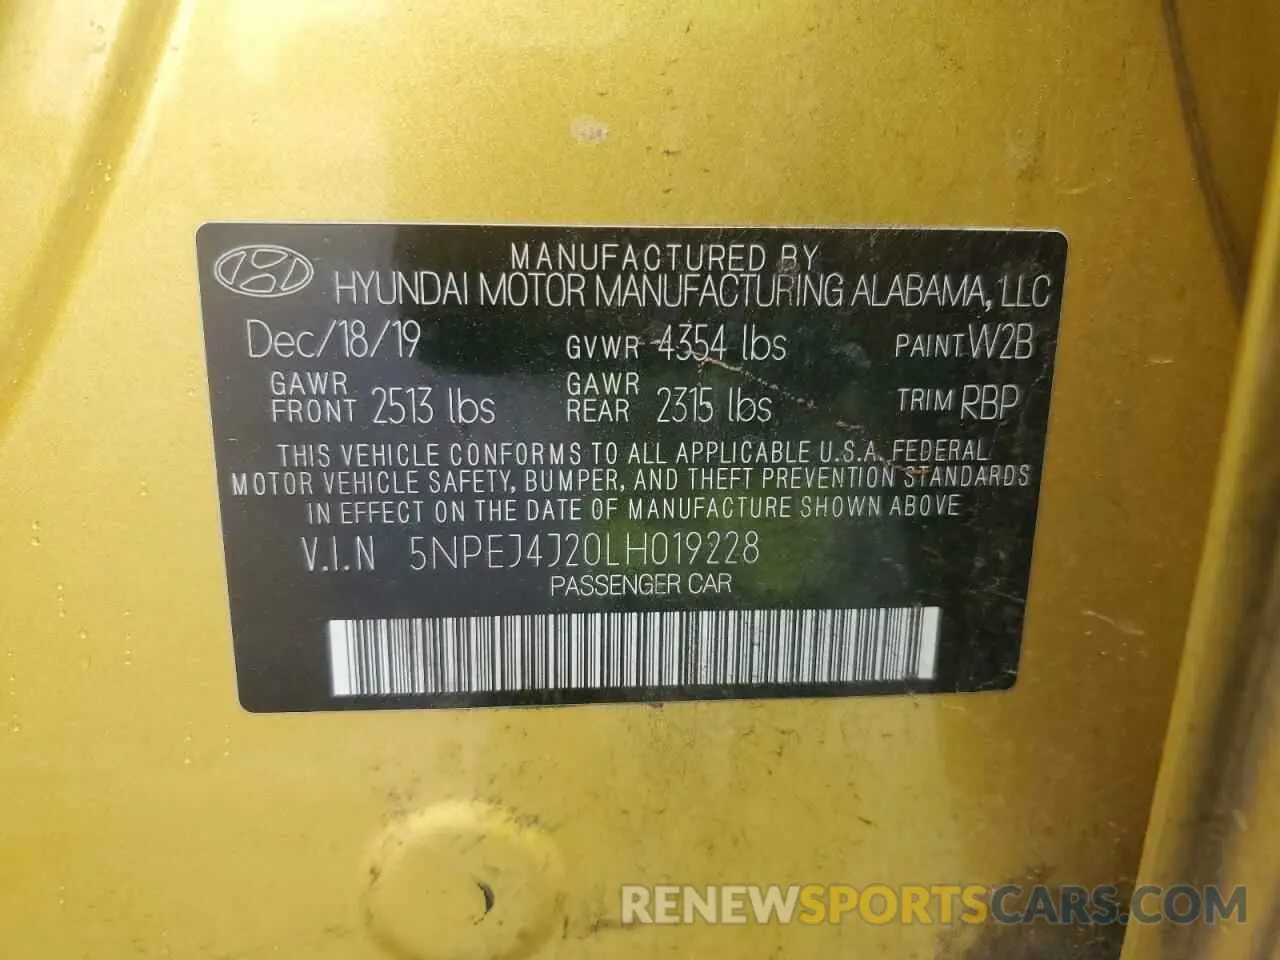 MANUFACTURED BY
HYUNDAI MOTOR MANUFACTURING ALABAMA, LLC
Dec/18/19 GVWR 4354 lbs PAINT W2B
GAWR FRONT 2513 lbs GAWR REAR 2315 lbs TRIM RBP
THIS VEHICLE CONFORMS TO ALL APPLICABLE U.S.A. FEDERAL
MOTOR VEHICLE SAFETY, BUMPER, AND THEFT PREVENTION STANDARDS
IN EFFECT ON THE DATE OF MANUFACTURE SHOWN ABOVE
V.I.N 5NPEJ4J20LH019228
PASSENGER CAR
RENEWSPORTSCARS.COM